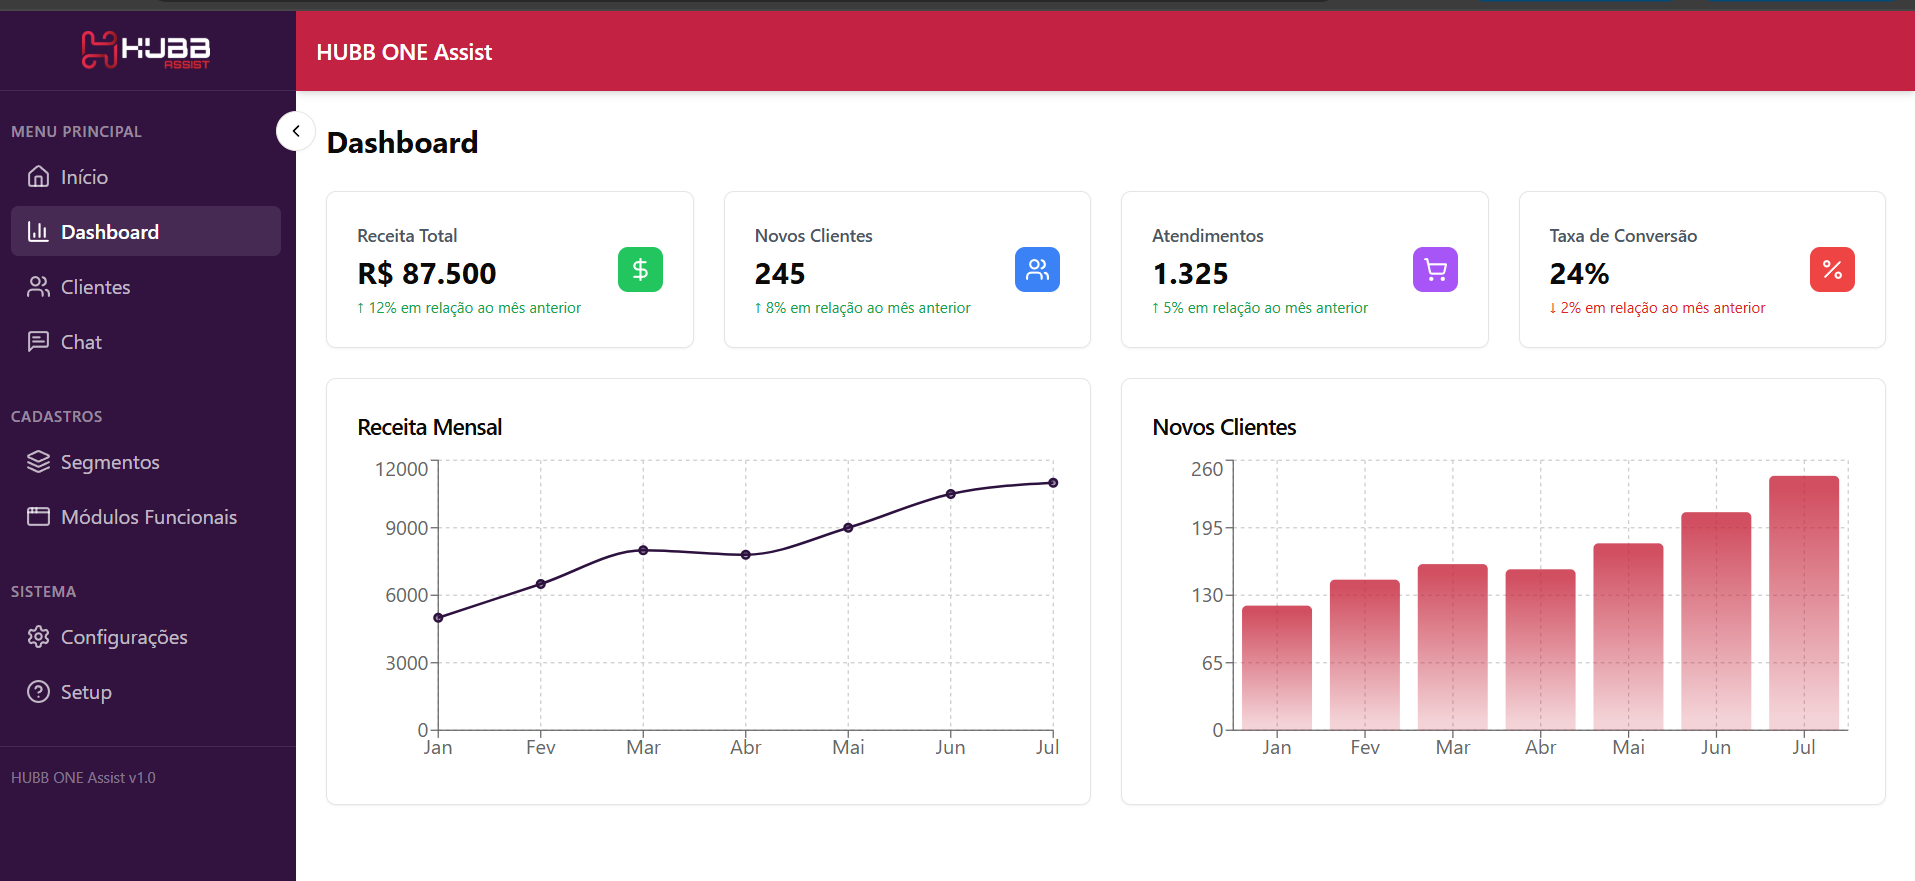 HUBB
ASSIST
HUBB ONE Assist
MENU PRINCIPAL
Início
Dashboard
Clientes
Chat
CADASTROS
Segmentos
Módulos Funcionais
SISTEMA
Configurações
Setup
HUBB ONE Assist v1.0
Dashboard
Receita Total
R$ 87.500
↑ 12% em relação ao mês anterior
Novos Clientes
245
↑ 8% em relação ao mês anterior
Atendimentos
1.325
↑ 5% em relação ao mês anterior
Taxa de Conversão
24%
↓ 2% em relação ao mês anterior
Receita Mensal
12000
9000
6000
3000
0
Jan Fev Mar Abr Mai Jun Jul
Novos Clientes
260
195
130
65
0
Jan Fev Mar Abr Mai Jun Jul